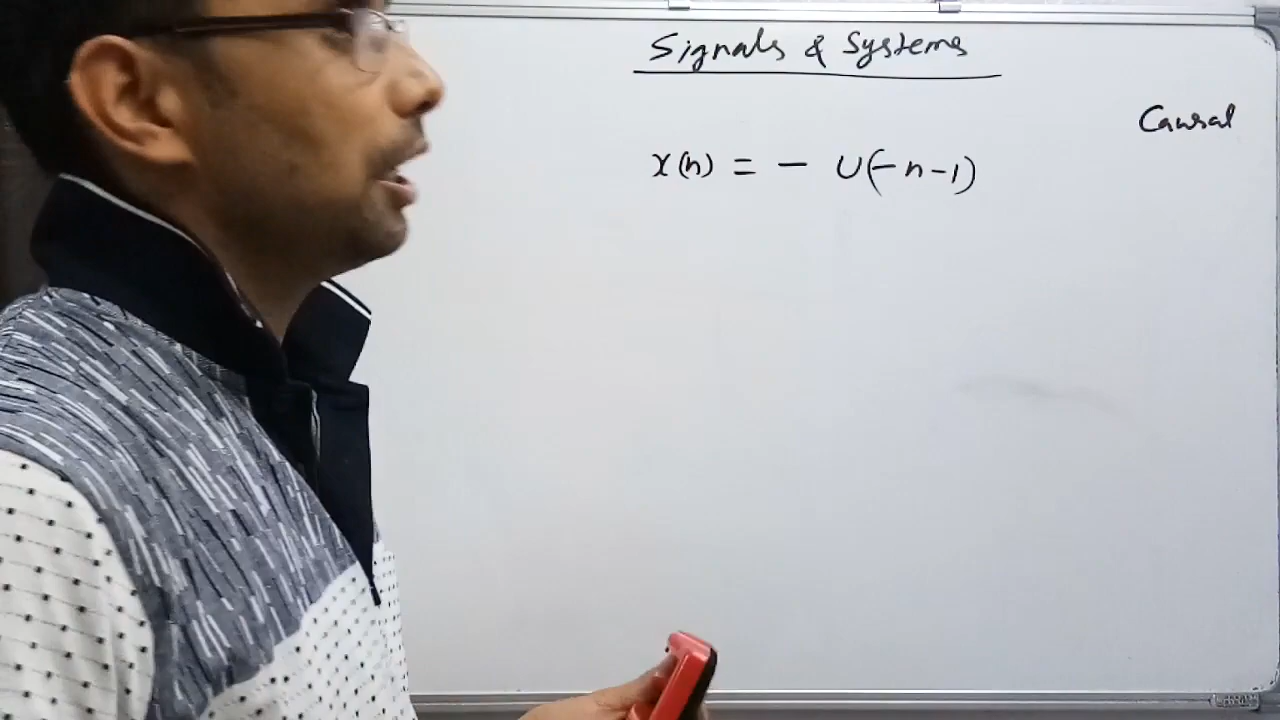 Signals & Systems
Causal
x(n) = - U(-n-1)